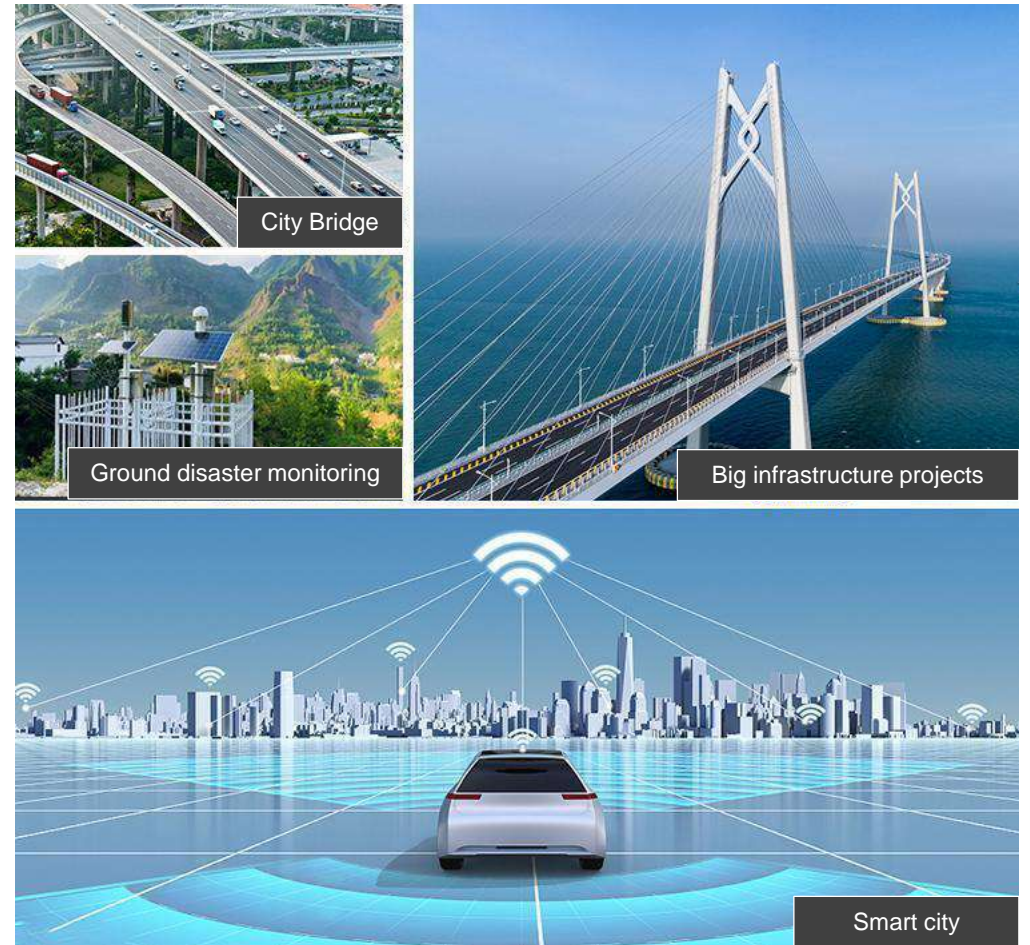 City Bridge
Ground disaster monitoring
Big infrastructure projects
Smart city